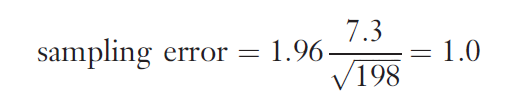 sampling error = 1.96 7.3/√198 = 1.0